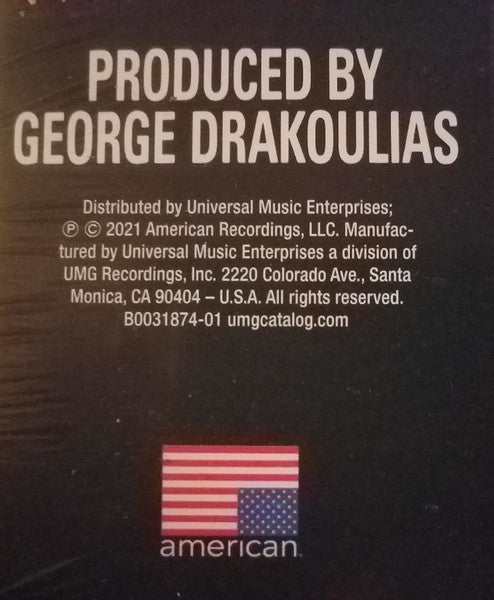 PRODUCED BY
GEORGE DRAKOULIAS
Distributed by Universal Music Enterprises;
℗ © 2021 American Recordings, LLC. Manufac-
tured by Universal Music Enterprises a division of
UMG Recordings, Inc. 2220 Colorado Ave., Santa
Monica, CA 90404 – U.S.A. All rights reserved.
B0031874-01 umgcatalog.com
american